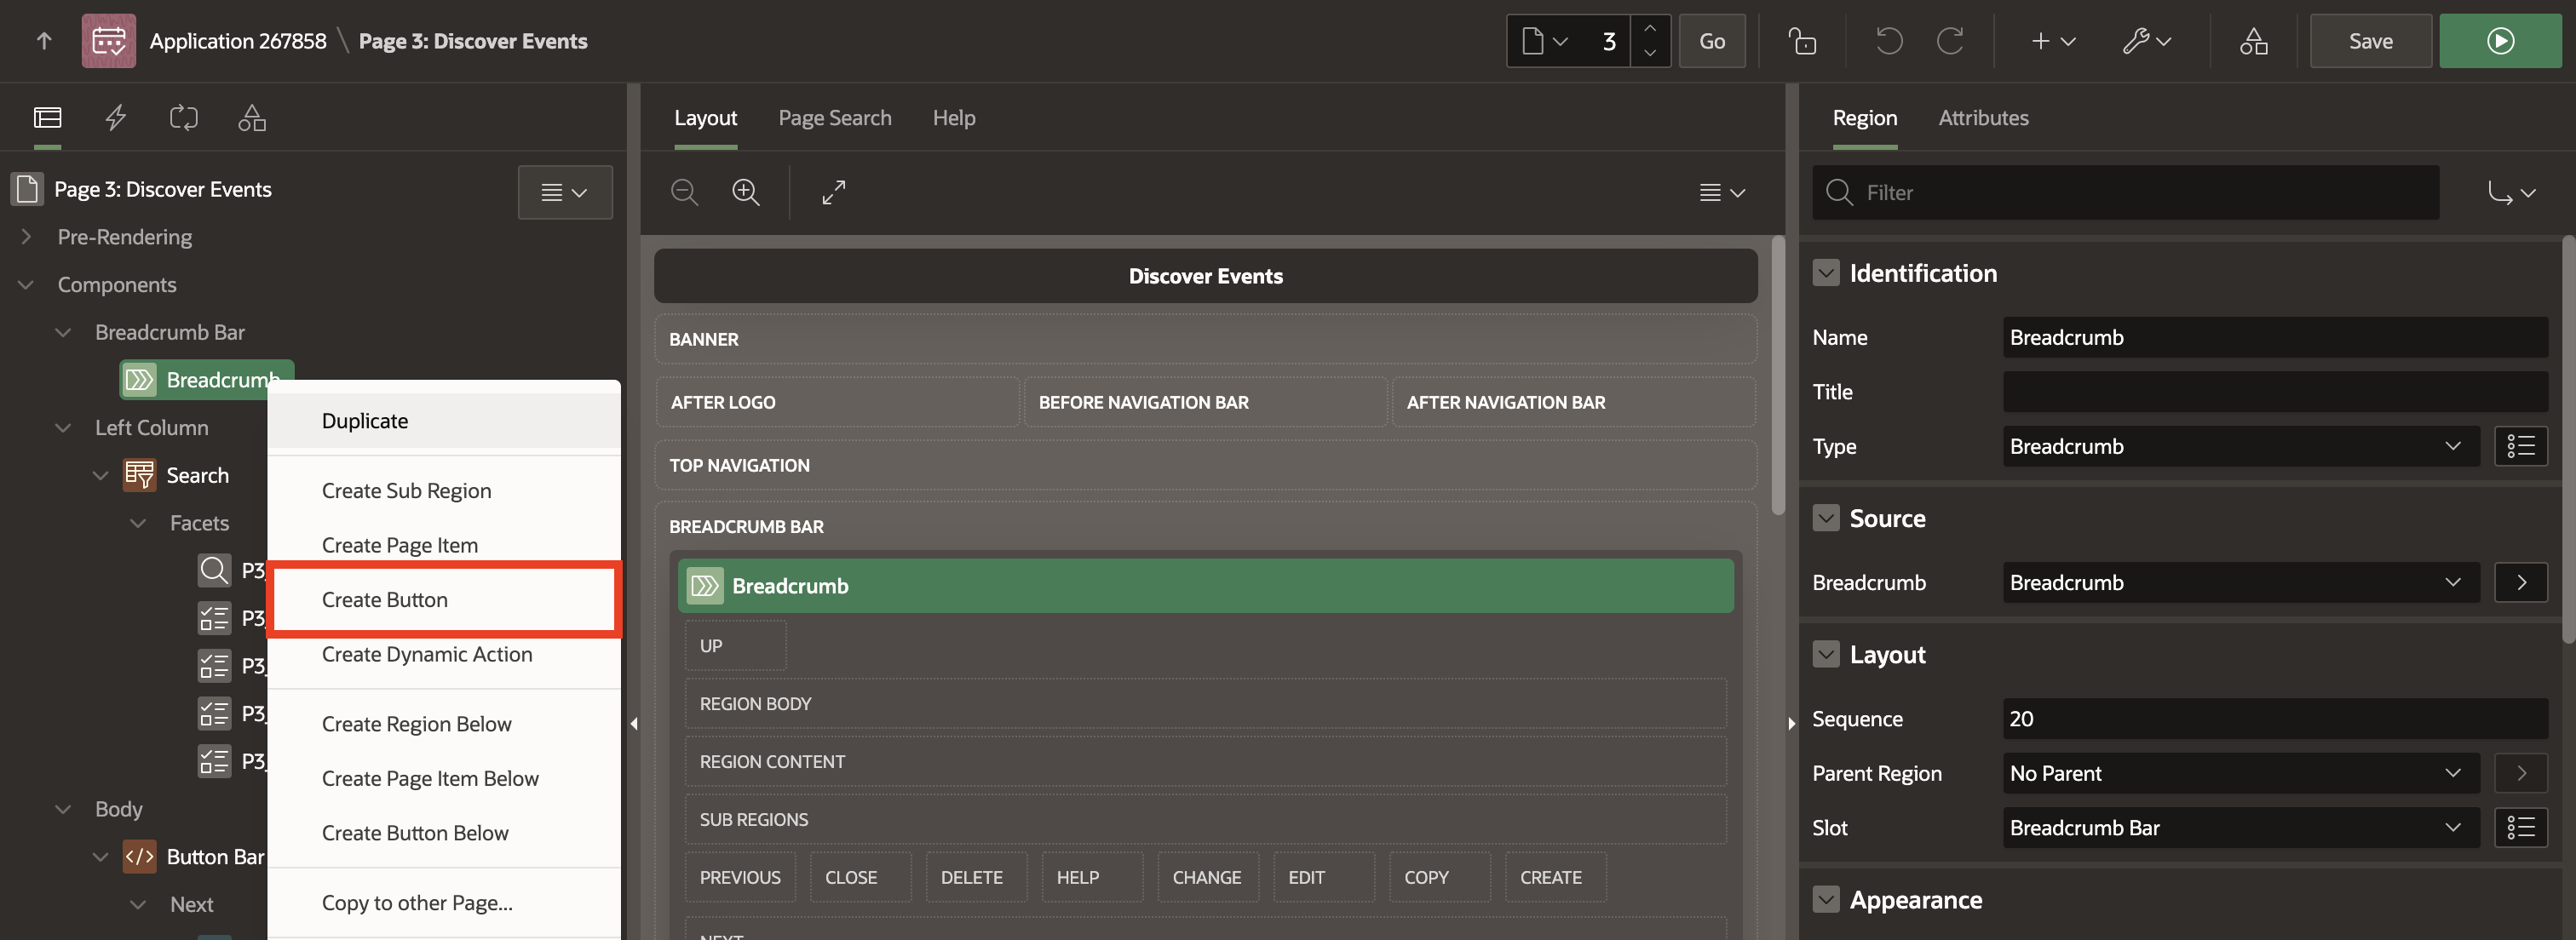 Application 267858 \ Page 3: Discover Events
3
Go
Save
Layout
Page Search
Help
Region
Attributes
Page 3: Discover Events
Pre-Rendering
Components
Breadcrumb Bar
Breadcrumb
Left Column
Search
Facets
P3_
P3_
P3_
P3_
P3_
Body
Button Bar
Next
Duplicate
Create Sub Region
Create Page Item
Create Button
Create Dynamic Action
Create Region Below
Create Page Item Below
Create Button Below
Copy to other Page...
Discover Events
BANNER
AFTER LOGO
BEFORE NAVIGATION BAR
AFTER NAVIGATION BAR
TOP NAVIGATION
BREADCRUMB BAR
Breadcrumb
UP
REGION BODY
REGION CONTENT
SUB REGIONS
PREVIOUS
CLOSE
DELETE
HELP
CHANGE
EDIT
COPY
CREATE
NEXT
Filter
Identification
Name
Breadcrumb
Title
Type
Breadcrumb
Source
Breadcrumb
Breadcrumb
Layout
Sequence
20
Parent Region
No Parent
Slot
Breadcrumb Bar
Appearance